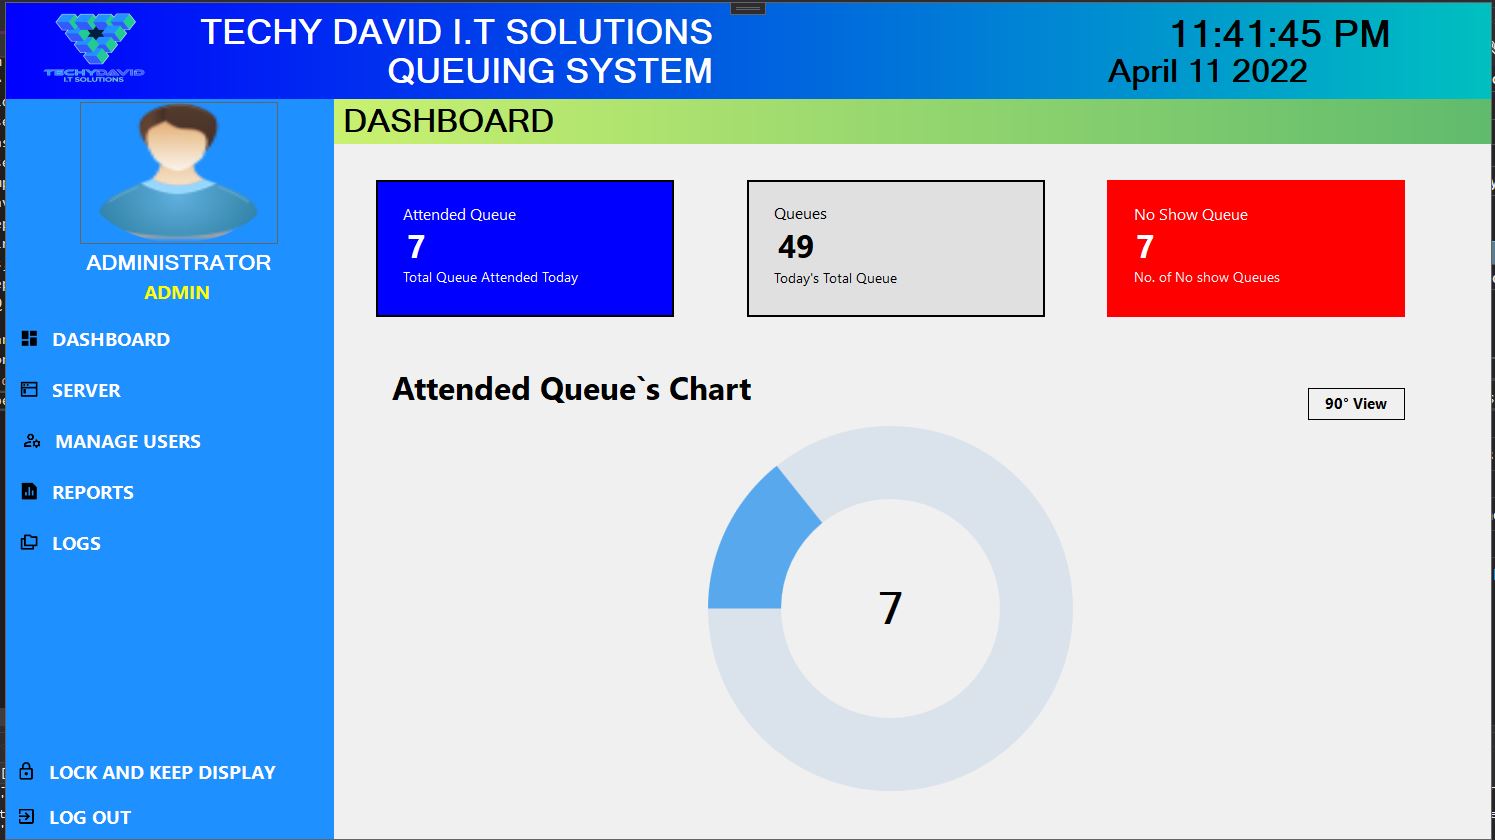 TECHYDAVID
I.T SOLUTIONS
TECHY DAVID I.T SOLUTIONS
QUEUING SYSTEM
11:41:45 PM
April 11 2022
ADMINISTRATOR
ADMIN
DASHBOARD
SERVER
MANAGE USERS
REPORTS
LOGS
LOCK AND KEEP DISPLAY
LOG OUT
DASHBOARD
Attended Queue
7
Total Queue Attended Today
Queues
49
Today's Total Queue
No Show Queue
7
No. of No show Queues
Attended Queue`s Chart
90° View
7